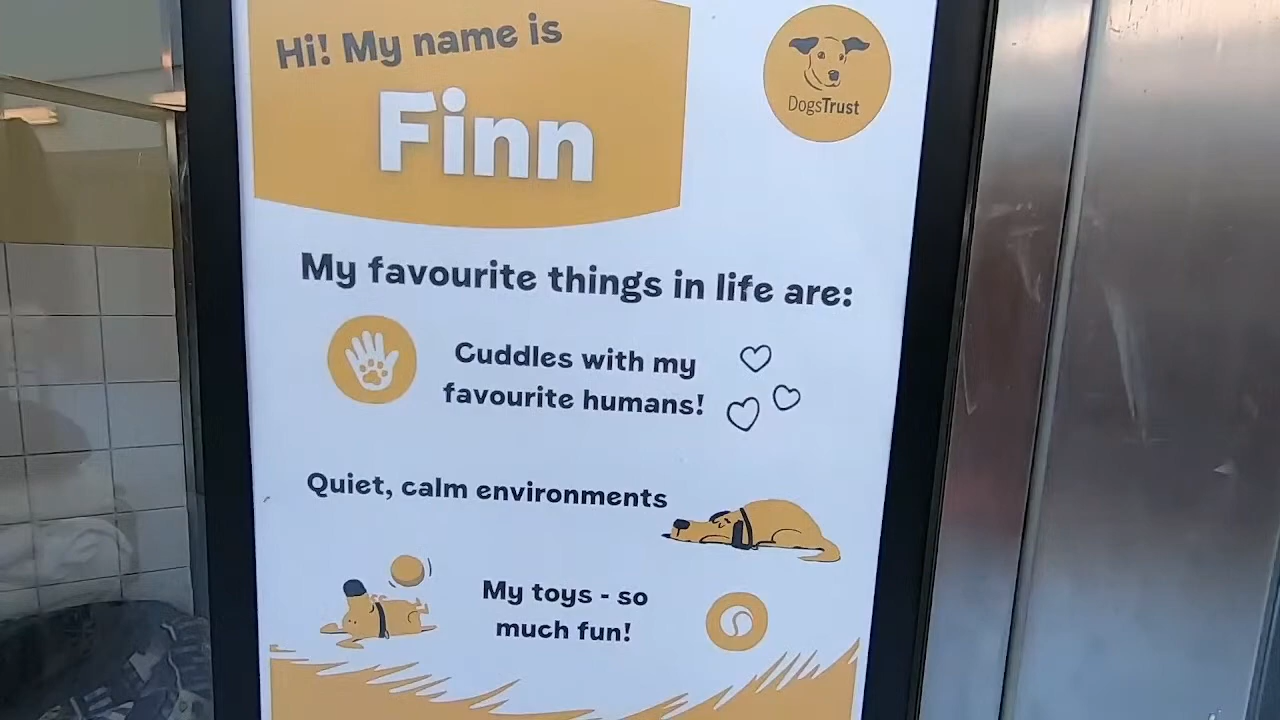 Hi! My name is
Finn
DogsTrust
My favourite things in life are:
Cuddles with my
favourite humans!
Quiet, calm environments
My toys - so
much fun!